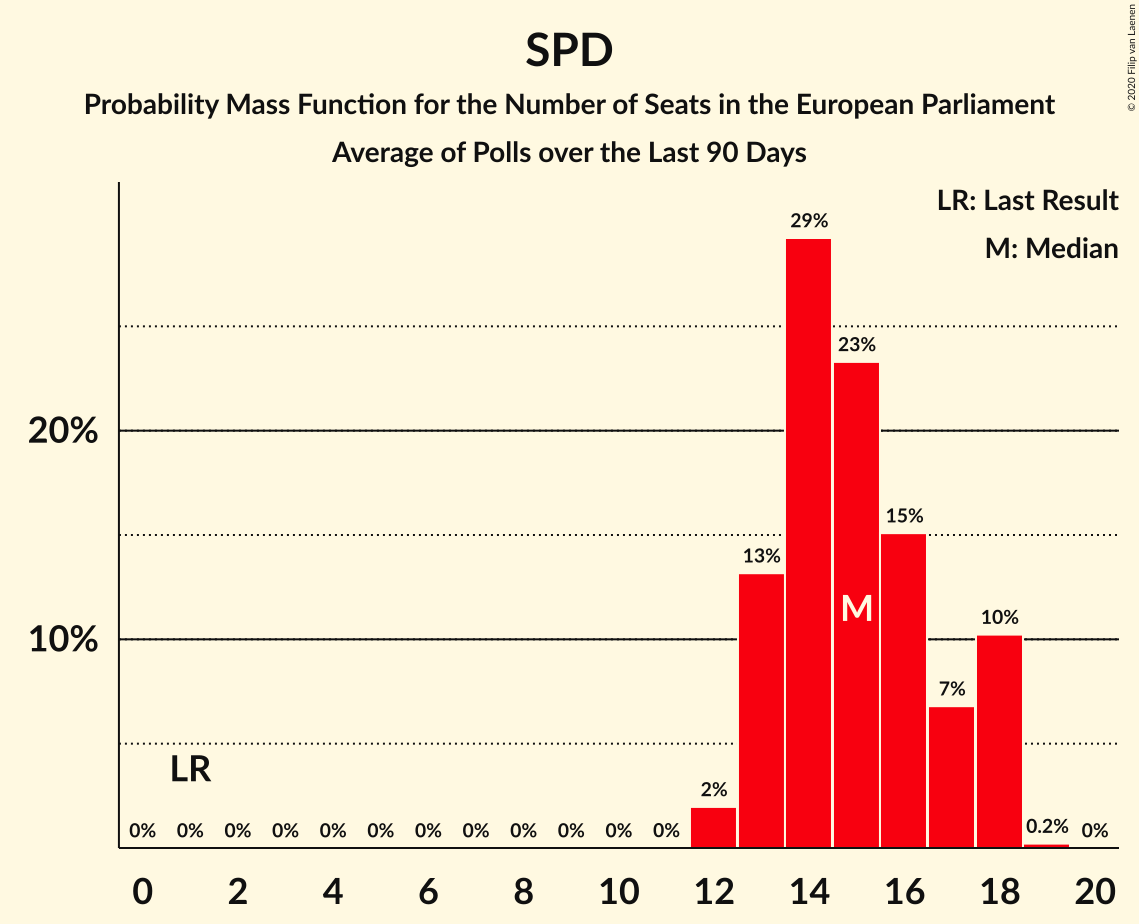 SPD
Probability Mass Function for the Number of Seats in the European Parliament
Average of Polls over the Last 90 Days
© 2020 Filip van Laenen
LR: Last Result
M: Median
29%
23%
20%
15%
13%
M
10%
10%
7%
LR
2%
0% 0% 0% 0% 0% 0% 0% 0% 0% 0% 0% 0% 0.2% 0%
0 2 4 6 8 10 12 14 16 18 20